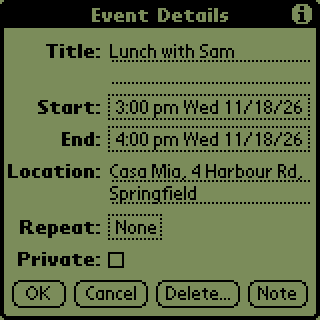 Event Details
Title: Lunch with Sam
Start: 3:00 pm Wed 11/18/26
End: 4:00 pm Wed 11/18/26
Location: Casa Mia, 4 Harbour Rd,
Springfield
Repeat: None
Private:
OK Cancel Delete... Note